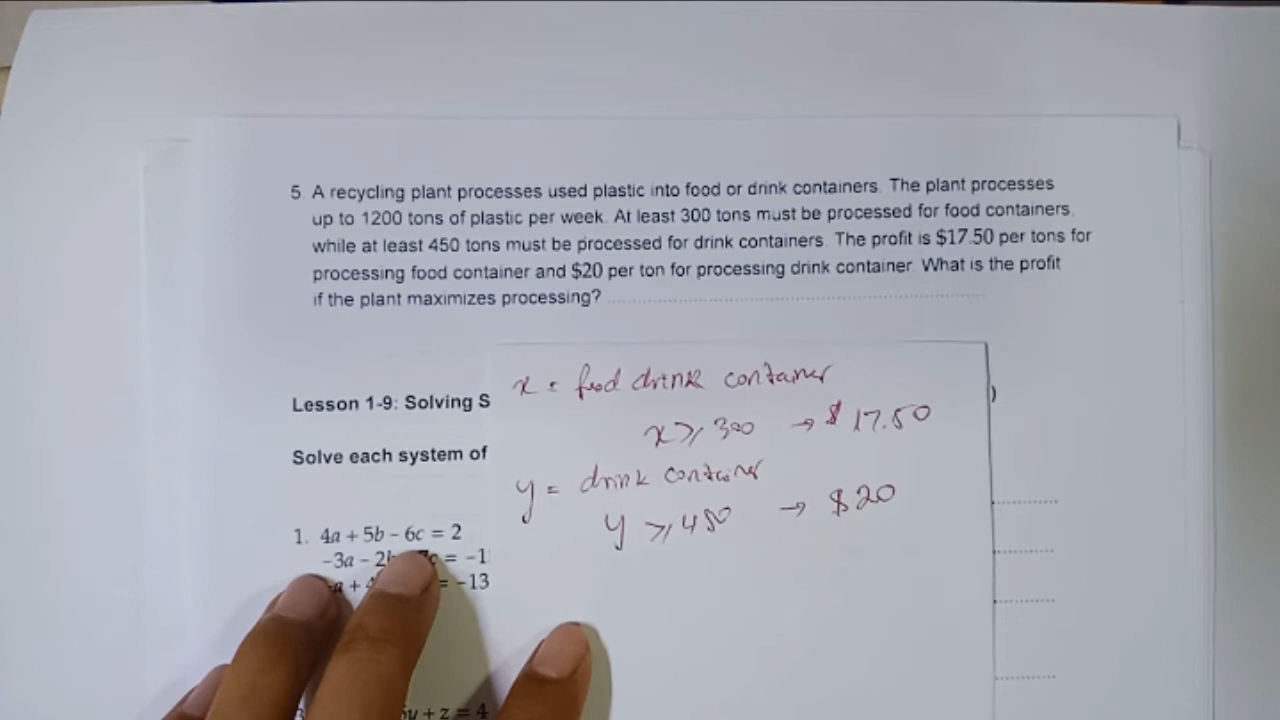 5. A recycling plant processes used plastic into food or drink containers. The plant processes
up to 1200 tons of plastic per week. At least 300 tons must be processed for food containers,
while at least 450 tons must be processed for drink containers. The profit is $17.50 per tons for
processing food container and $20 per ton for processing drink container. What is the profit
if the plant maximizes processing?
x = food drink container
Lesson 1-9: Solving S
)
x ≥ 300 → $ 17.50
Solve each system of
y = drink container
y ≥ 450 → $20
1. 4a + 5b − 6c = 2
−3a − 2 = −1
a + 4 = −13
y + z = 4